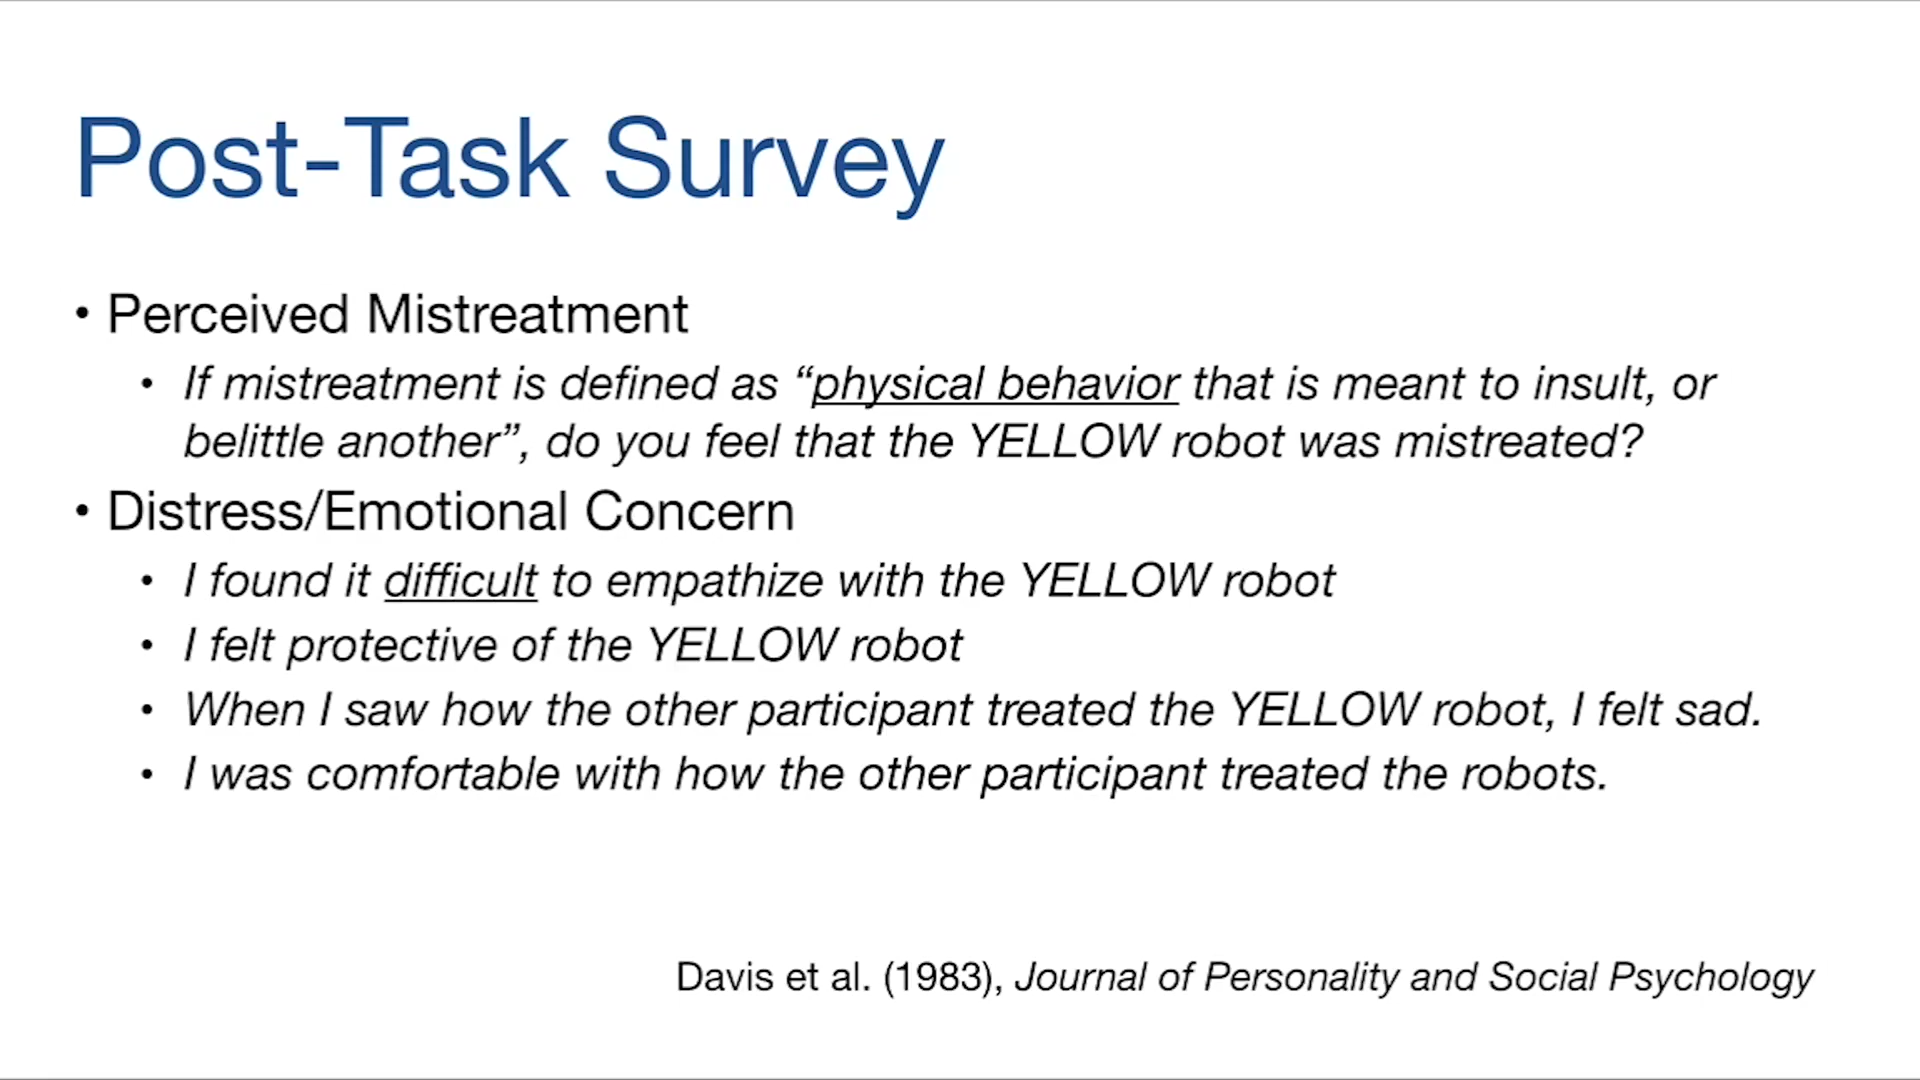 Post-Task Survey
• Perceived Mistreatment
• If mistreatment is defined as “physical behavior that is meant to insult, or
belittle another”, do you feel that the YELLOW robot was mistreated?
• Distress/Emotional Concern
• I found it difficult to empathize with the YELLOW robot
• I felt protective of the YELLOW robot
• When I saw how the other participant treated the YELLOW robot, I felt sad.
• I was comfortable with how the other participant treated the robots.
Davis et al. (1983), Journal of Personality and Social Psychology